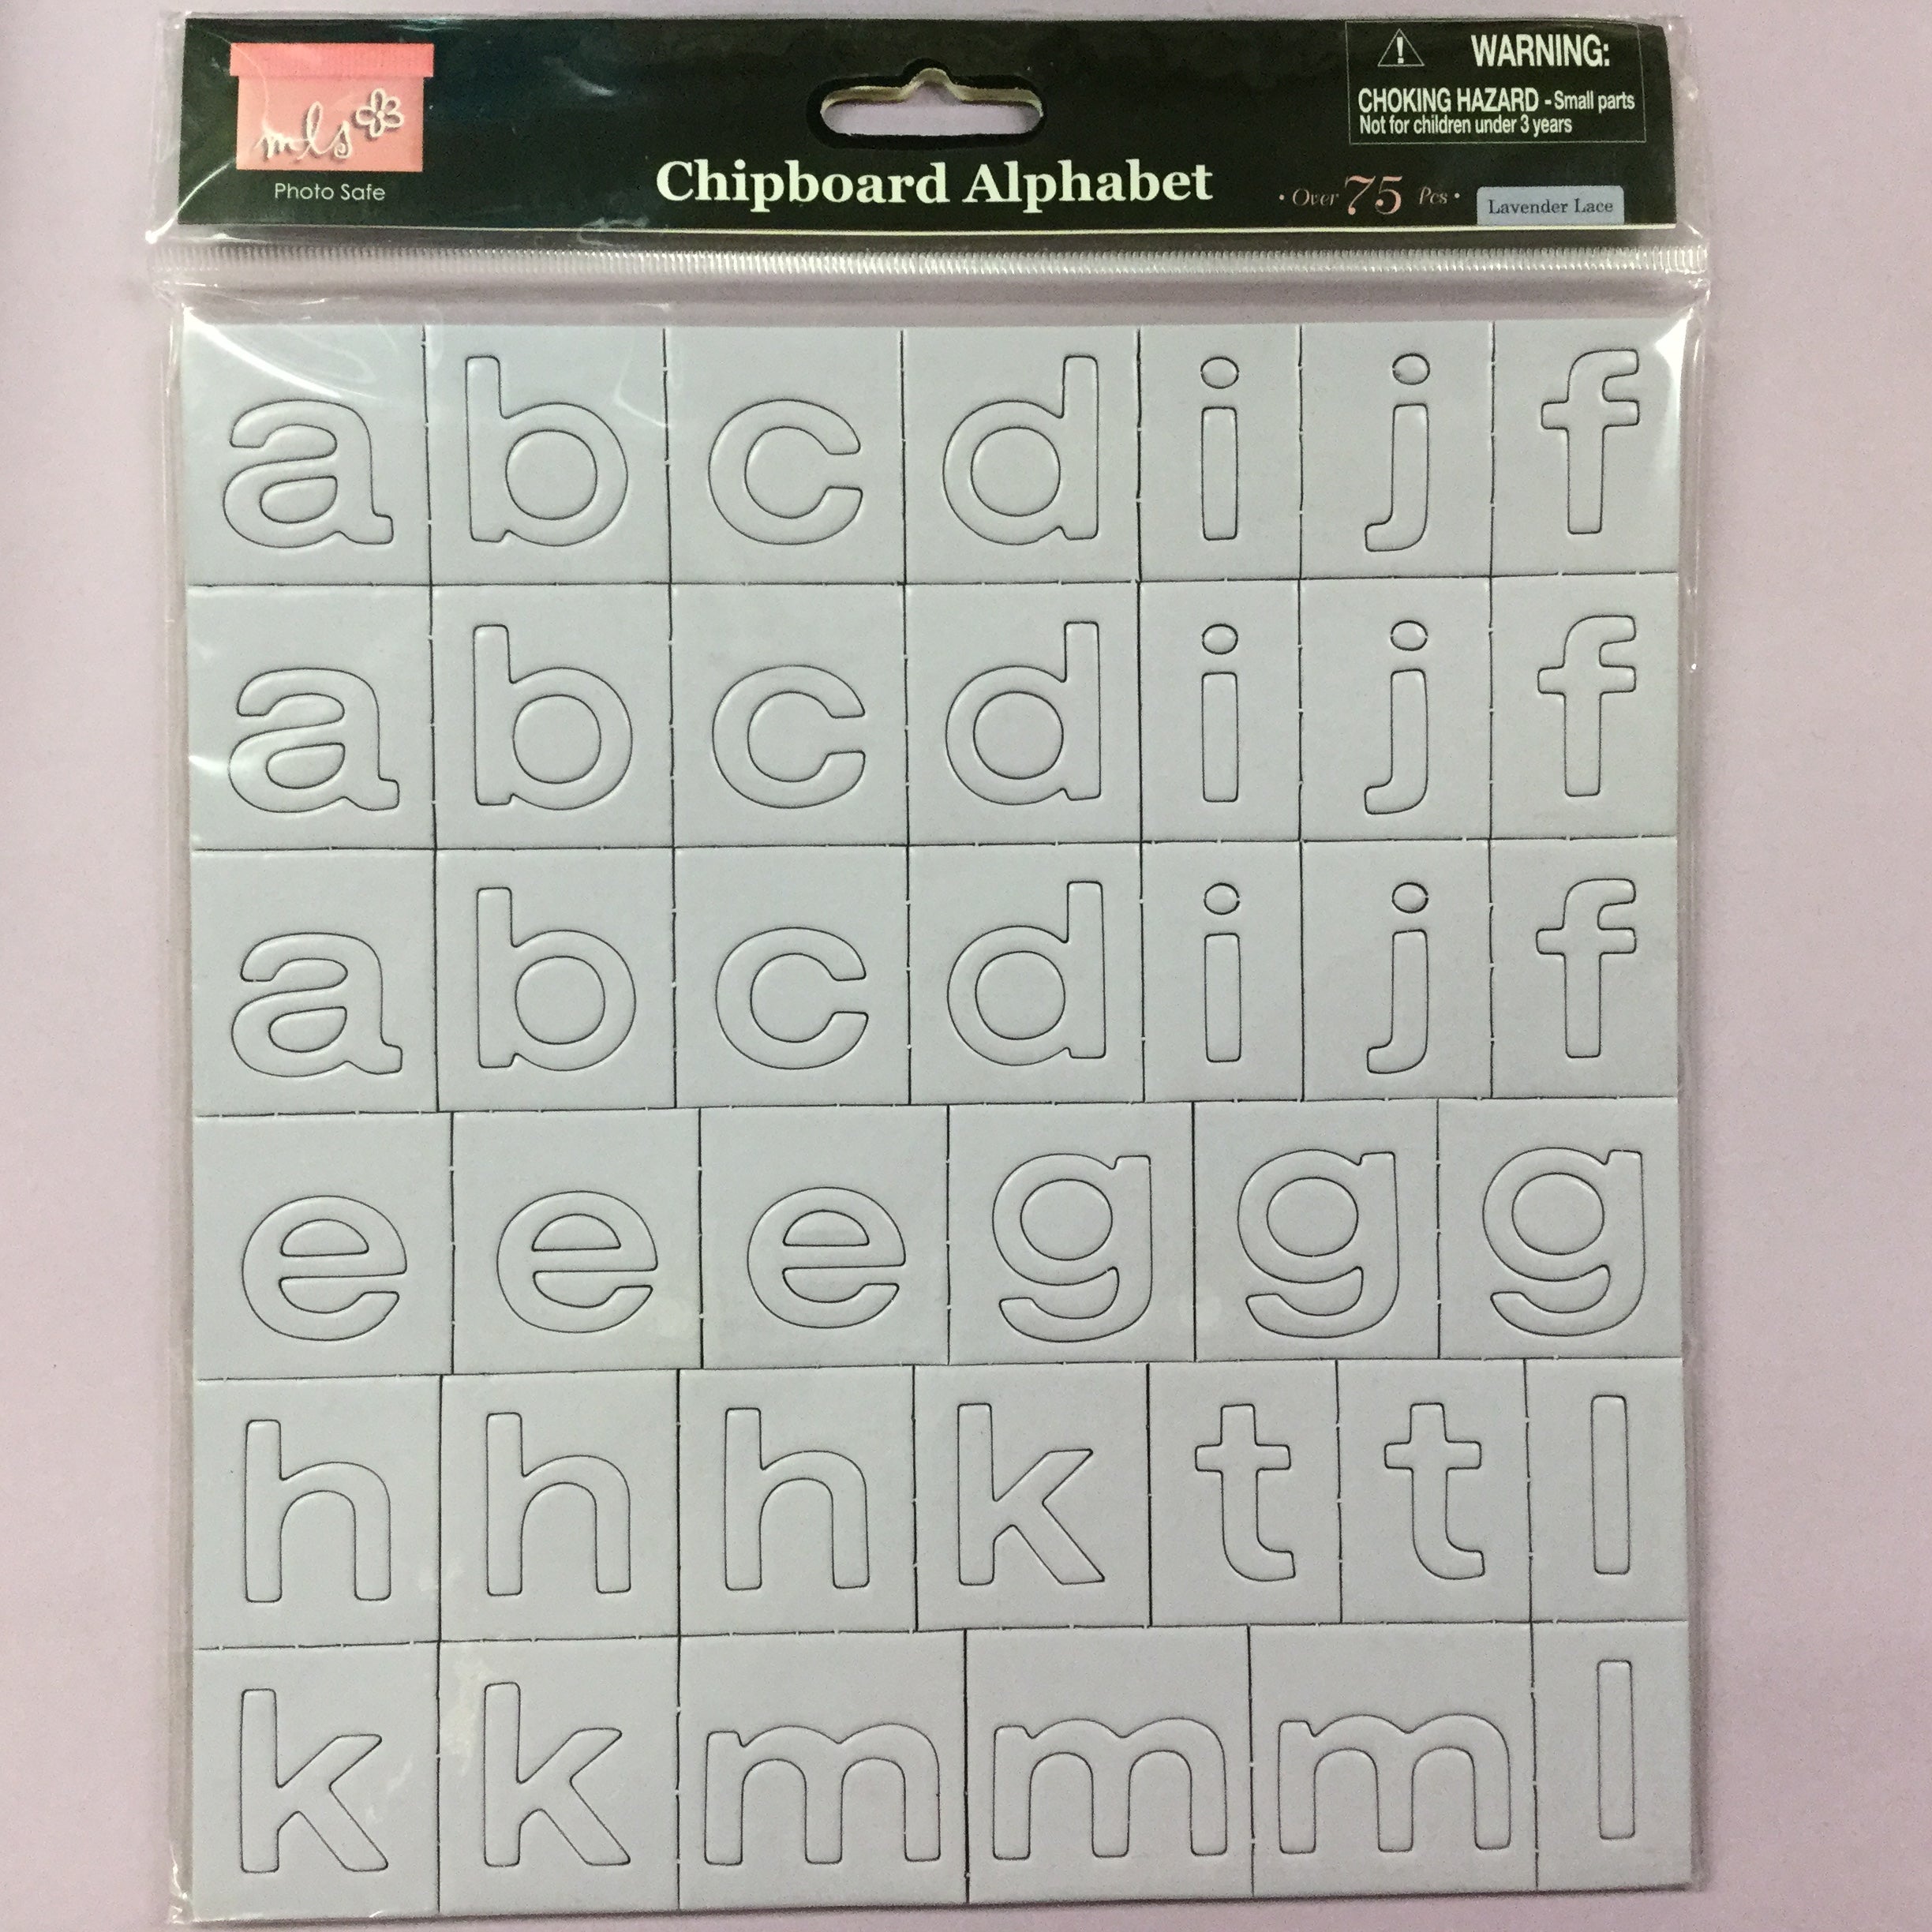 mls
Photo Safe
Chipboard Alphabet
• Over 75 Pcs •
Lavender Lace
WARNING:
CHOKING HAZARD - Small parts
Not for children under 3 years
a b c d i j f
a b c d i j f
a b c d i j f
e e e g g g
h h h k t t l
k k m m m l